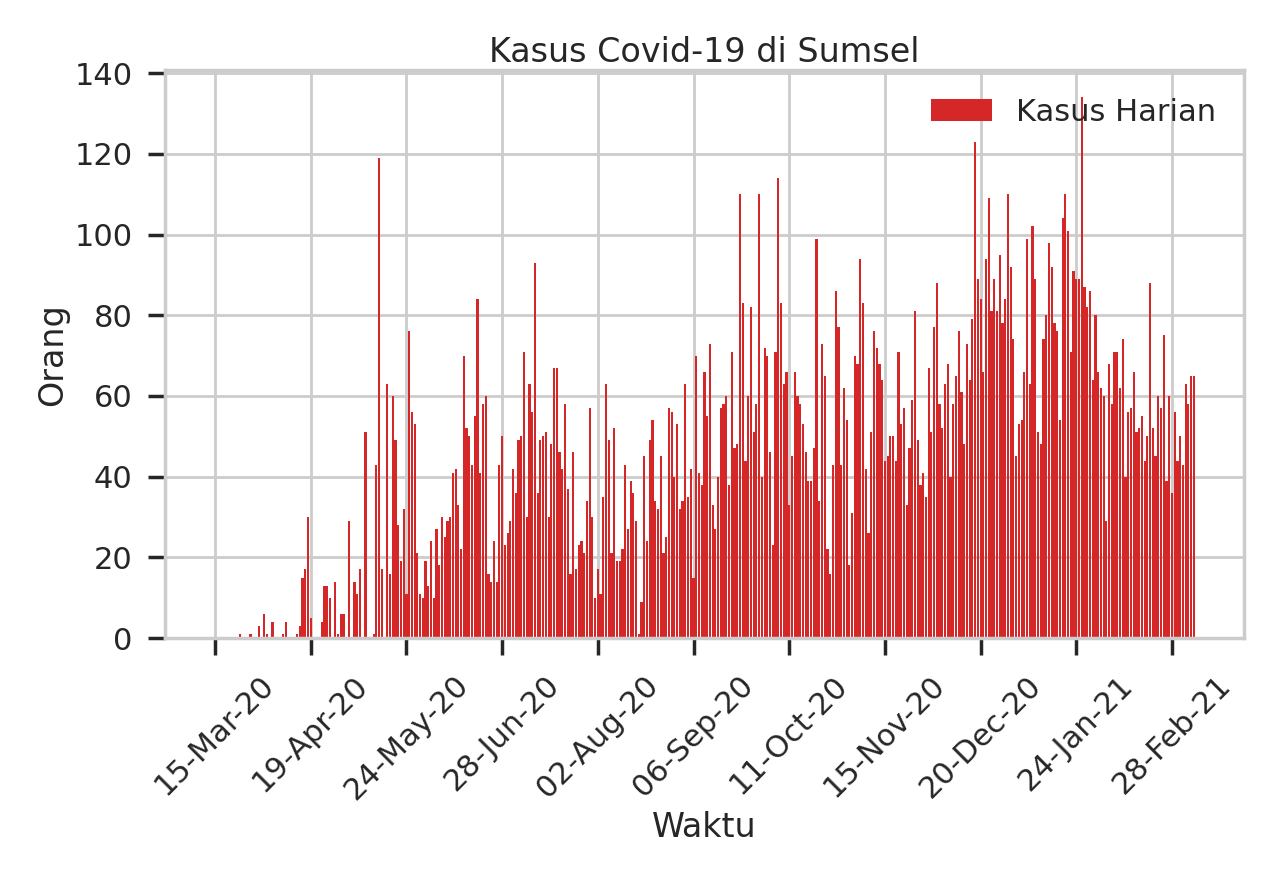 Kasus Covid-19 di Sumsel
Kasus Harian
Orang
140
120
100
80
60
40
20
0
15-Mar-20
19-Apr-20
24-May-20
28-Jun-20
02-Aug-20
06-Sep-20
11-Oct-20
15-Nov-20
20-Dec-20
24-Jan-21
28-Feb-21
Waktu